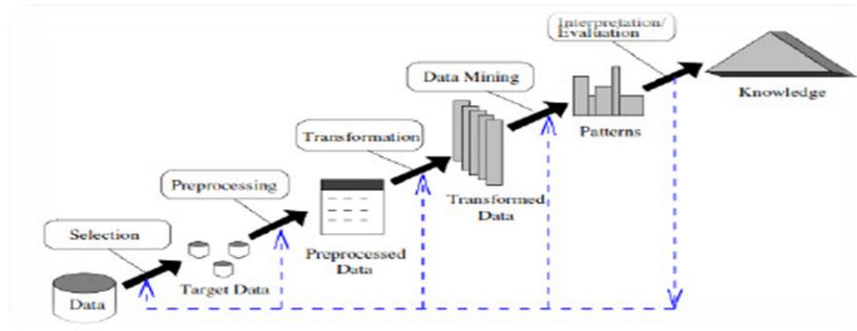 Interpretation/
Evaluation
Data Mining
Knowledge
Transformation
Patterns
Preprocessing
Transformed
Data
Selection
Preprocessed
Data
Target Data
Data